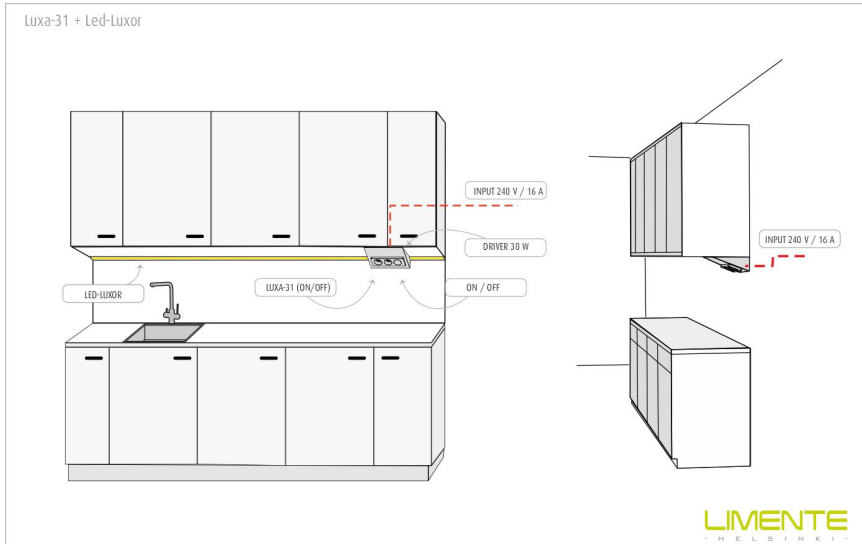 Luxa-31 + Led-Luxor
INPUT 240 V / 16 A
DRIVER 30 W
INPUT 240 V / 16 A
LED-LUXOR
LUXA-31 (ON/OFF)
ON / OFF
LIMENTE
· HELSINKI ·